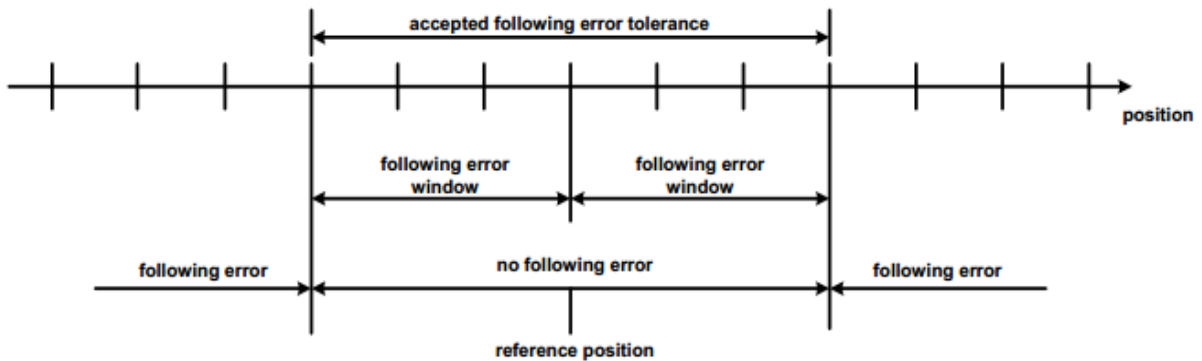 accepted following error tolerance
position
following error
window
following error
window
following error
no following error
following error
reference position